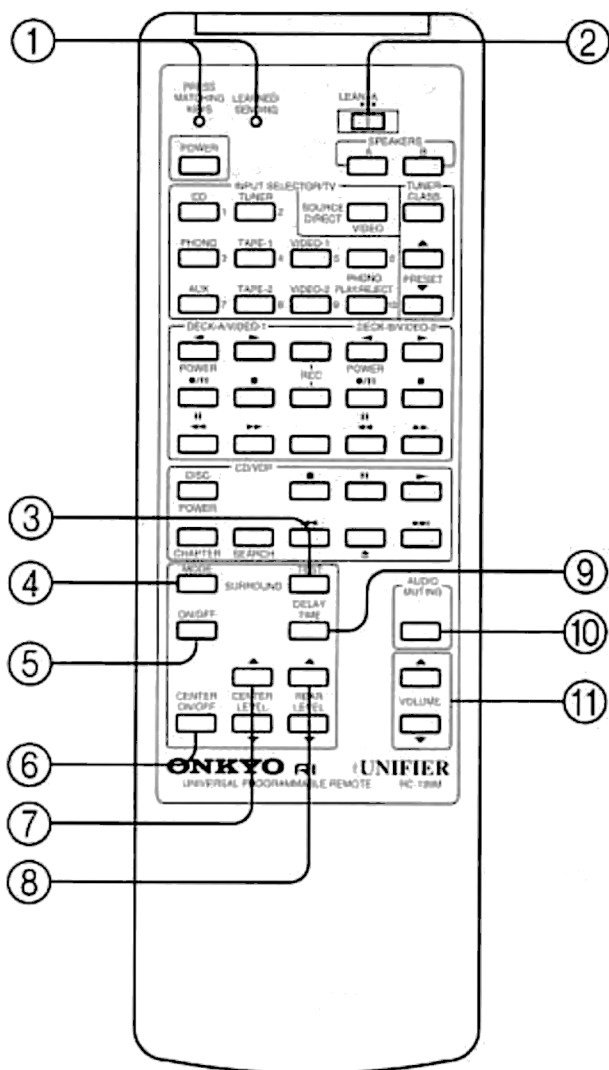 ① ②
PRESS MATCHING KEYS
LEARNED/ SENDING
POWER
SPEAKERS
A B
INPUT SELECTOR/TV
TUNER CLASS
CD 1
TUNER 2
SOURCE DIRECT
VIDEO
PHONO 3
TAPE-1 4
VIDEO-1 5
6
PRESET
AUX 7
TAPE-2 8
VIDEO-2 9
PHONO PLAY/REJECT 10
DECK-A/VIDEO-1
DECK-B/VIDEO-2
POWER
REC
POWER
CD/VDP
DISC
POWER
③
CHAPTER
SEARCH
④
MODE
SURROUND
TEST
⑨
ON/OFF
DELAY TIME
AUDIO MUTING
⑤
⑩
CENTER ON/OFF
CENTER LEVEL
REAR LEVEL
VOLUME
⑪
⑥
ONKYO RI UNIFIER
UNIVERSAL PROGRAMMABLE REMOTE
⑦
⑧